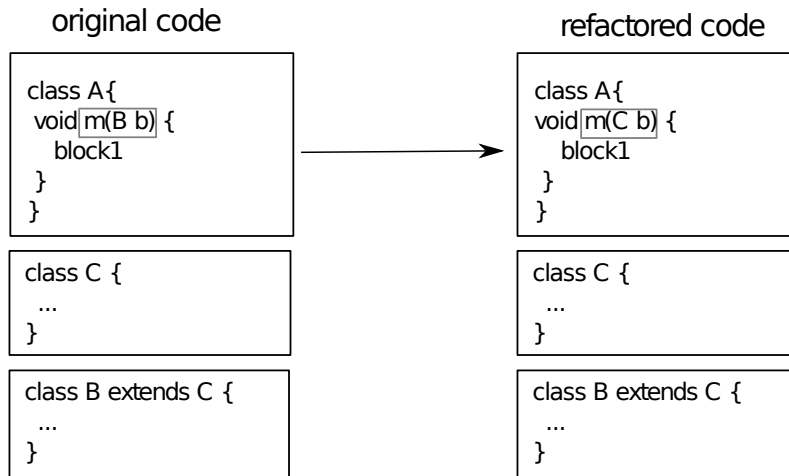 original code
class A{
void m(B b) {
block1
}
}
class C {
...
}
class B extends C {
...
}
refactored code
class A{
void m(C b) {
block1
}
}
class C {
...
}
class B extends C {
...
}